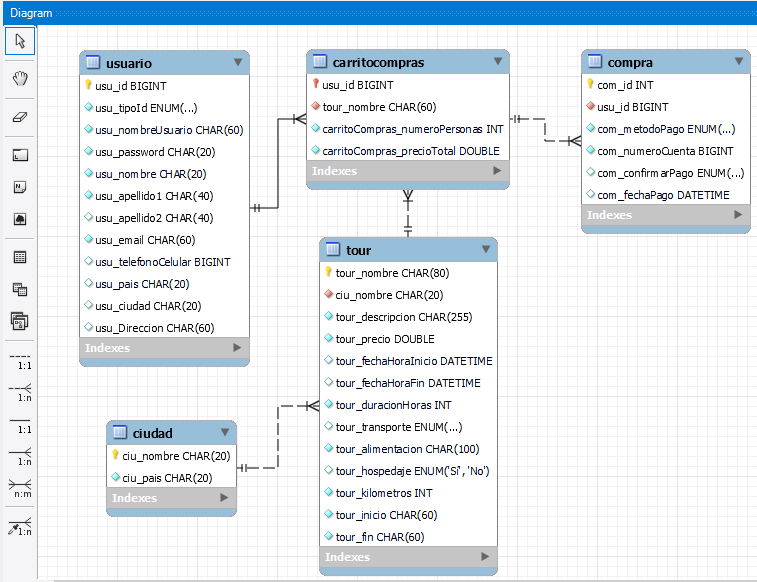 Diagram
usuario
usu_id BIGINT
usu_tipoId ENUM(...)
usu_nombreUsuario CHAR(60)
usu_password CHAR(20)
usu_nombre CHAR(20)
usu_apellido1 CHAR(40)
usu_apellido2 CHAR(40)
usu_email CHAR(60)
usu_telefonoCelular BIGINT
usu_pais CHAR(20)
usu_ciudad CHAR(20)
usu_Direccion CHAR(60)
Indexes
carritocompras
usu_id BIGINT
tour_nombre CHAR(60)
carritoCompras_numeroPersonas INT
carritoCompras_precioTotal DOUBLE
Indexes
compra
com_id INT
usu_id BIGINT
com_metodoPago ENUM(...)
com_numeroCuenta BIGINT
com_confirmarPago ENUM(...)
com_fechaPago DATETIME
Indexes
tour
tour_nombre CHAR(80)
ciu_nombre CHAR(20)
tour_descripcion CHAR(255)
tour_precio DOUBLE
tour_fechaHoraInicio DATETIME
tour_fechaHoraFin DATETIME
tour_duracionHoras INT
tour_transporte ENUM(...)
tour_alimentacion CHAR(100)
tour_hospedaje ENUM('Sí', 'No')
tour_kilometros INT
tour_inicio CHAR(60)
tour_fin CHAR(60)
Indexes
ciudad
ciu_nombre CHAR(20)
ciu_pais CHAR(20)
Indexes
1:1
1:n
1:1
1:n
n:m
1:n